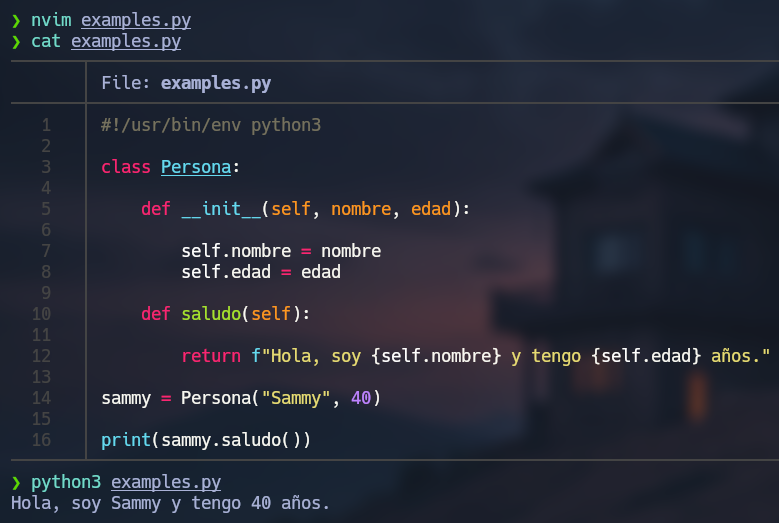 ❯ nvim examples.py
❯ cat examples.py
File: examples.py
1 #!/usr/bin/env python3
2
3 class Persona:
4
5     def __init__(self, nombre, edad):
6
7         self.nombre = nombre
8         self.edad = edad
9
10     def saludo(self):
11
12         return f"Hola, soy {self.nombre} y tengo {self.edad} años."
13
14 sammy = Persona("Sammy", 40)
15
16 print(sammy.saludo())
❯ python3 examples.py
Hola, soy Sammy y tengo 40 años.